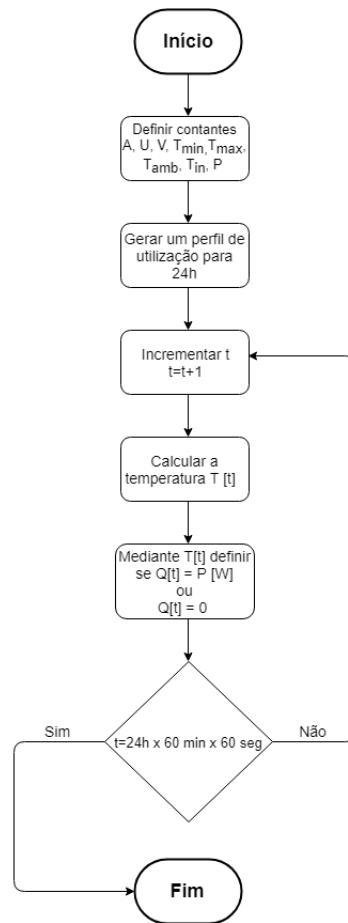 Início
Definir contantes
A, U, V, Tmin,Tmax,
Tamb, Tin, P
Gerar um perfil de
utilização para
24h
Incrementar t
t=t+1
Calcular a
temperatura T [t]
Mediante T[t] definir
se Q[t] = P [W]
ou
Q[t] = 0
t=24h x 60 min x 60 seg
Sim
Não
Fim